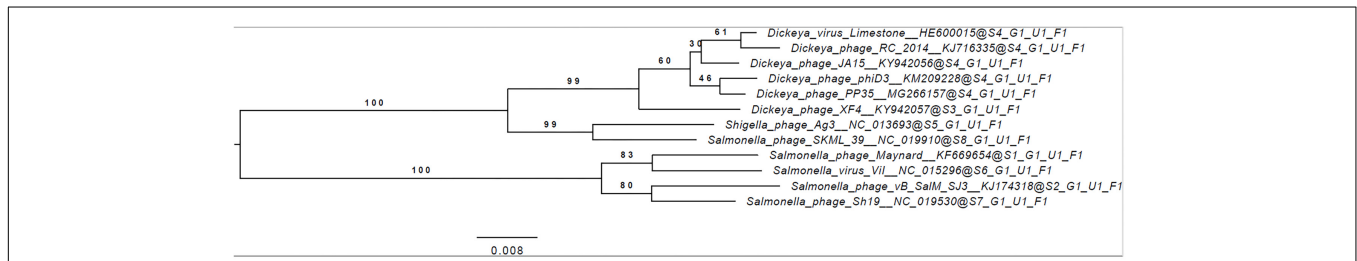 61
Dickeya_virus_Limestone__HE600015@S4_G1_U1_F1
30
Dickeya_phage_RC_2014__KJ716335@S4_G1_U1_F1
60
Dickeya_phage_JA15__KY942056@S4_G1_U1_F1
99
46
Dickeya_phage_phiD3__KM209228@S4_G1_U1_F1
Dickeya_phage_PP35__MG266157@S4_G1_U1_F1
100
Dickeya_phage_XF4__KY942057@S3_G1_U1_F1
99
Shigella_phage_Ag3__NC_013693@S5_G1_U1_F1
Salmonella_phage_SKML_39__NC_019910@S8_G1_U1_F1
83
Salmonella_phage_Maynard__KF669654@S1_G1_U1_F1
100
Salmonella_virus_ViI__NC_015296@S6_G1_U1_F1
80
Salmonella_phage_vB_SalM_SJ3__KJ174318@S2_G1_U1_F1
Salmonella_phage_Sh19__NC_019530@S7_G1_U1_F1
0.008